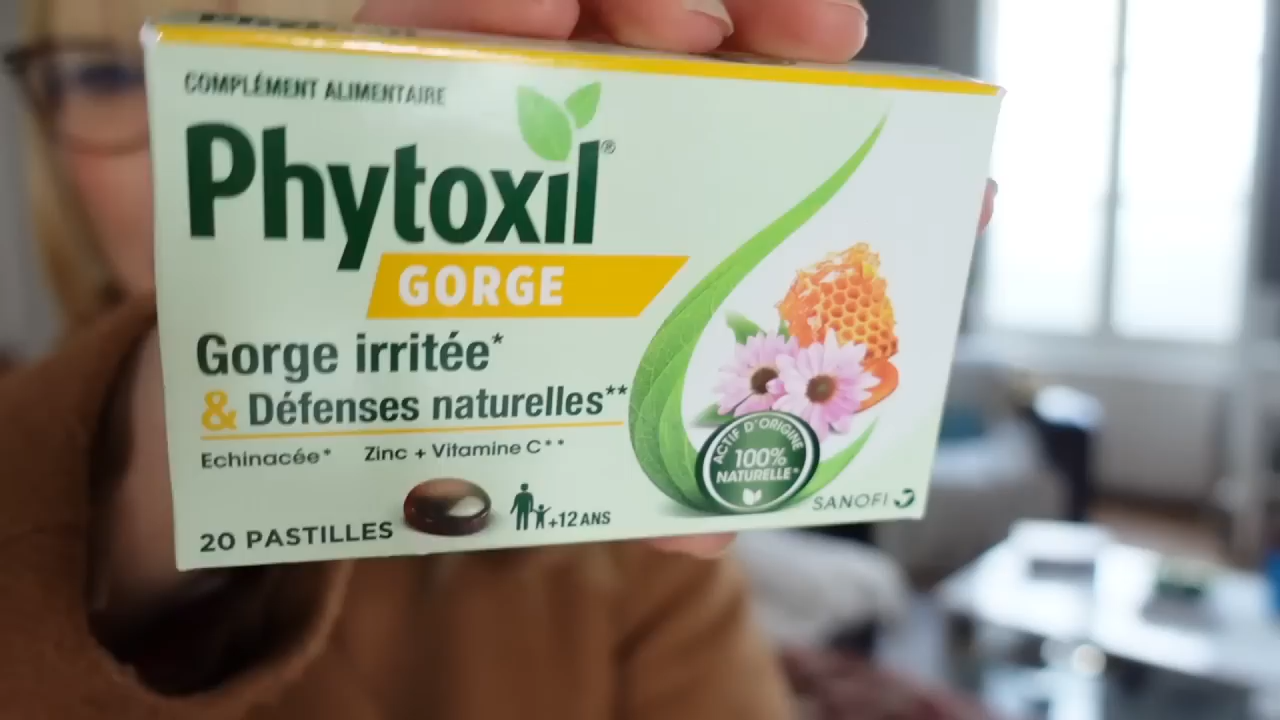 COMPLÉMENT ALIMENTAIRE
Phytoxil®
GORGE
Gorge irritée*
& Défenses naturelles**
Echinacée* Zinc + Vitamine C**
20 PASTILLES
+12 ANS
ACTIF D'ORIGINE
100%
NATURELLE*
SANOFI